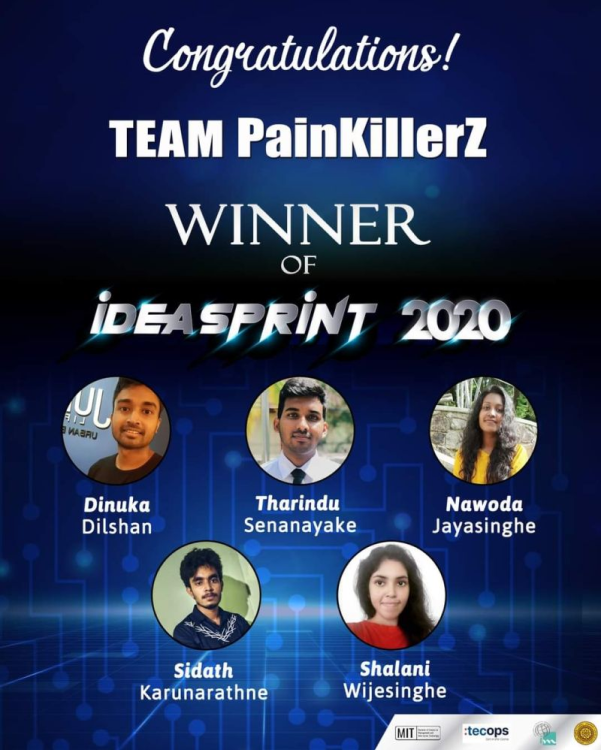 Congratulations!
TEAM PainKillerZ
WINNER
OF
iDEASPRiNT 2020
Dinuka
Dilshan
Tharindu
Senanayake
Nawoda
Jayasinghe
Sidath
Karunarathne
Shalani
Wijesinghe
MIT
:tecops